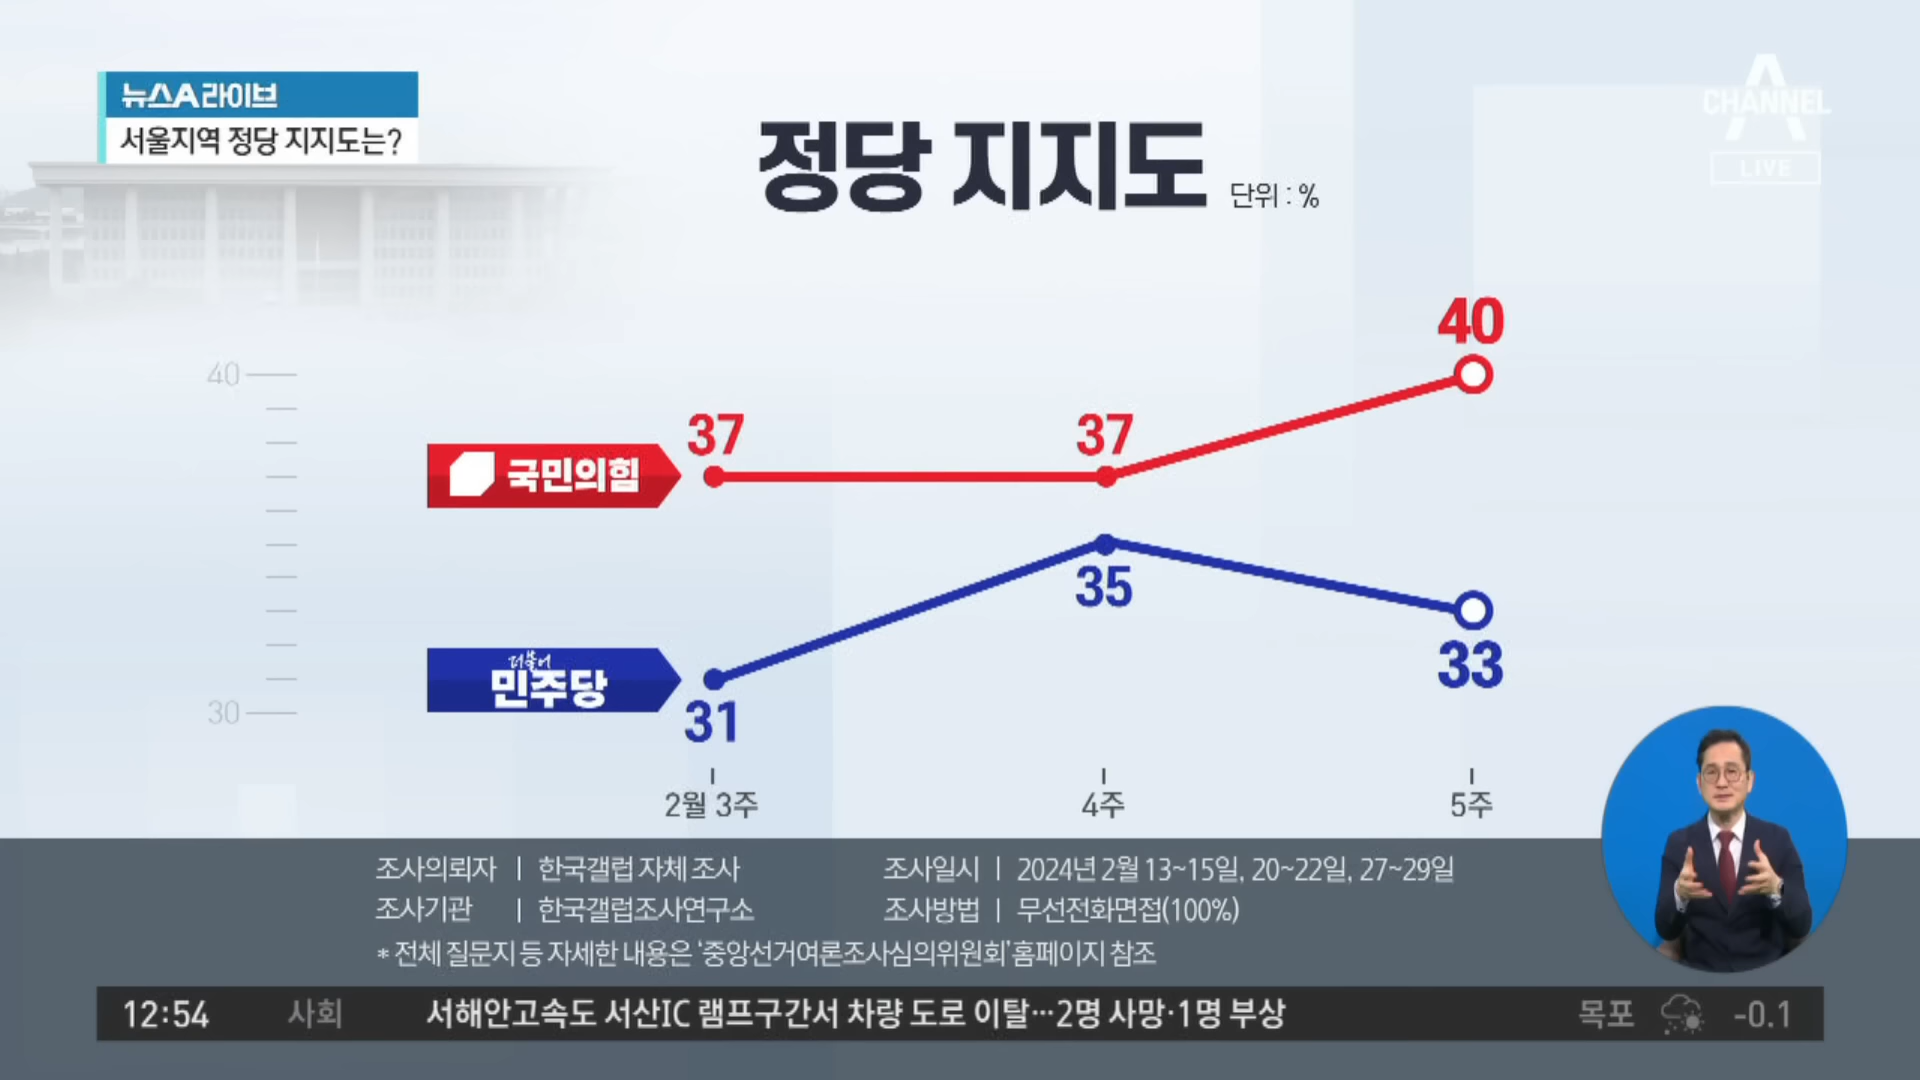 뉴스A라이브
서울지역 정당 지지도는?
CHANNEL A
LIVE
정당 지지도 단위 : %
40
30
국민의힘
37
37
40
더불어
민주당
31
35
33
2월 3주
4주
5주
조사의뢰자 | 한국갤럽 자체 조사
조사일시 | 2024년 2월 13~15일, 20~22일, 27~29일
조사기관 | 한국갤럽조사연구소
조사방법 | 무선전화면접(100%)
* 전체 질문지 등 자세한 내용은 ‘중앙선거여론조사심의위원회’홈페이지 참조
12:54 사회 서해안고속도 서산IC 램프구간서 차량 도로 이탈…2명 사망·1명 부상 목포 -0.1